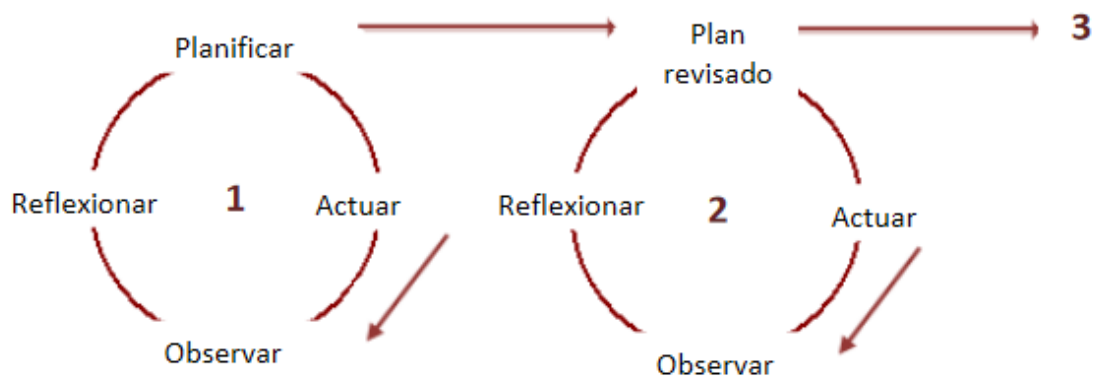 Planificar
Reflexionar
1
Actuar
Observar
Plan
revisado
Reflexionar
2
Actuar
Observar
3